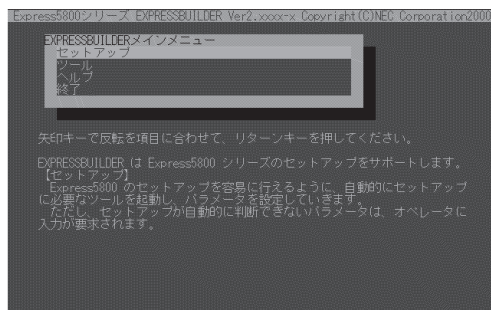 Express5800シリーズ EXPRESSBUILDER Ver2.xxxx-x Copyright(C)NEC Corporation2000
EXPRESSBUILDERメインメニュー
セットアップ
ツール
ヘルプ
終了
矢印キーで反転を項目に合わせて、リターンキーを押してください。
EXPRESSBUILDER は Express5800 シリーズのセットアップをサポートします。
【セットアップ】
Express5800 のセットアップを容易に行えるように、自動的にセットアップ
に必要なツールを起動し、パラメータを設定していきます。
ただし、セットアップが自動的に判断できないパラメータは、オペレータに
入力が要求されます。